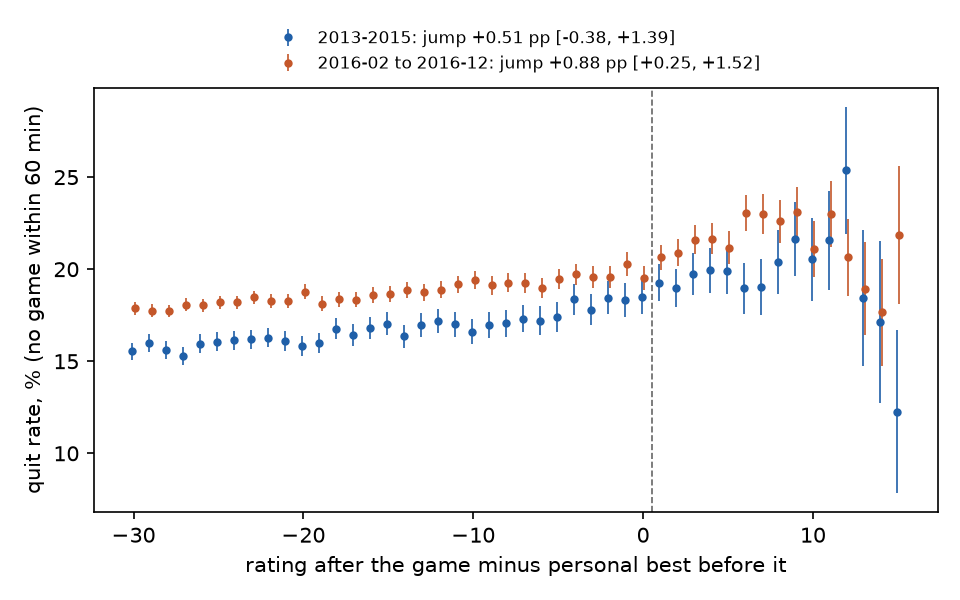 2013-2015: jump +0.51 pp [-0.38, +1.39]
2016-02 to 2016-12: jump +0.88 pp [+0.25, +1.52]
quit rate, % (no game within 60 min)
25
20
15
10
−30
−20
−10
0
10
rating after the game minus personal best before it